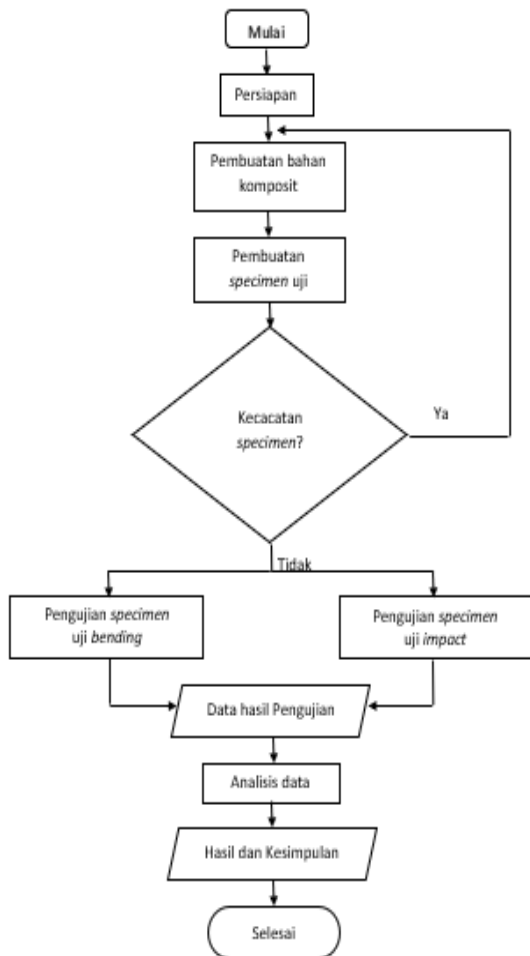 Mulai
Persiapan
Pembuatan bahan
komposit
Pembuatan
specimen uji
Kecacatan
specimen?
Ya
Tidak
Pengujian specimen
uji bending
Pengujian specimen
uji impact
Data hasil Pengujian
Analisis data
Hasil dan Kesimpulan
Selesai